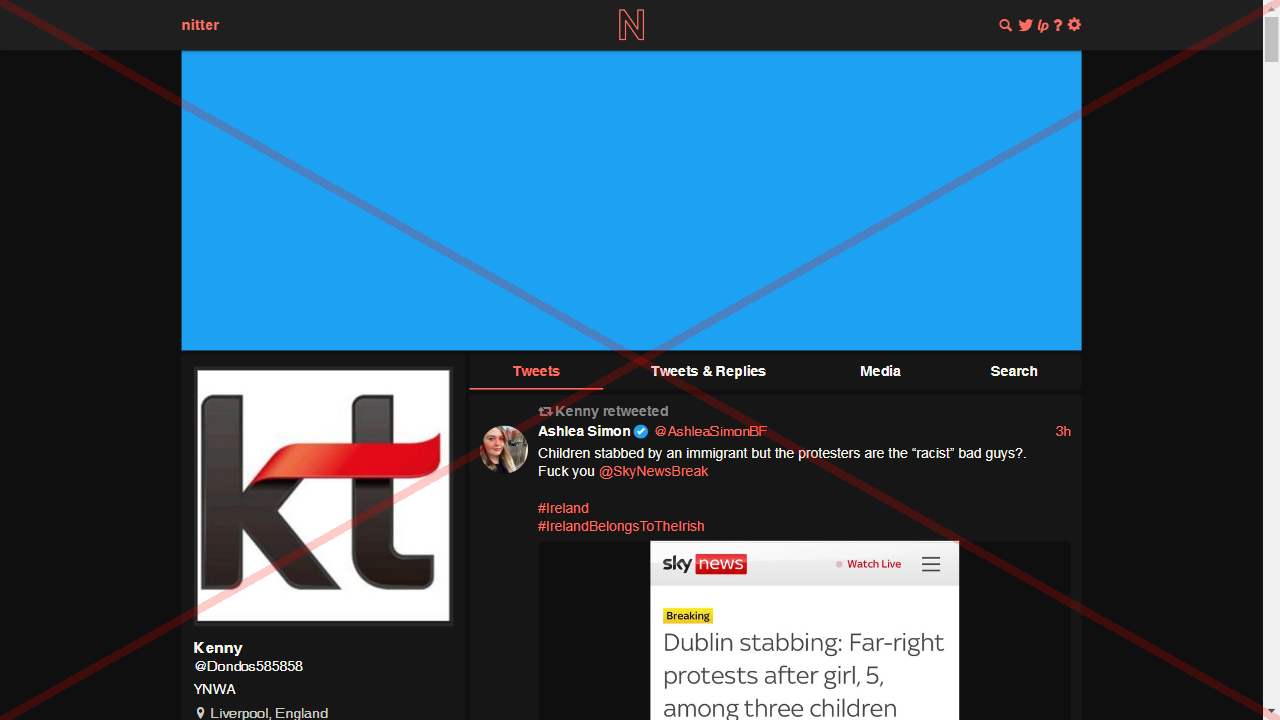 nitter
N
lp ?
Tweets
Tweets & Replies
Media
Search
Kenny retweeted
Ashlea Simon @AshleaSimonBF 3h
Children stabbed by an immigrant but the protesters are the “racist” bad guys?.
Fuck you @SkyNewsBreak
#Ireland
#IrelandBelongsToTheIrish
sky news
Watch Live
Breaking
Dublin stabbing: Far-right
protests after girl, 5,
among three children
kt
Kenny
@Dondos585858
YNWA
Liverpool, England